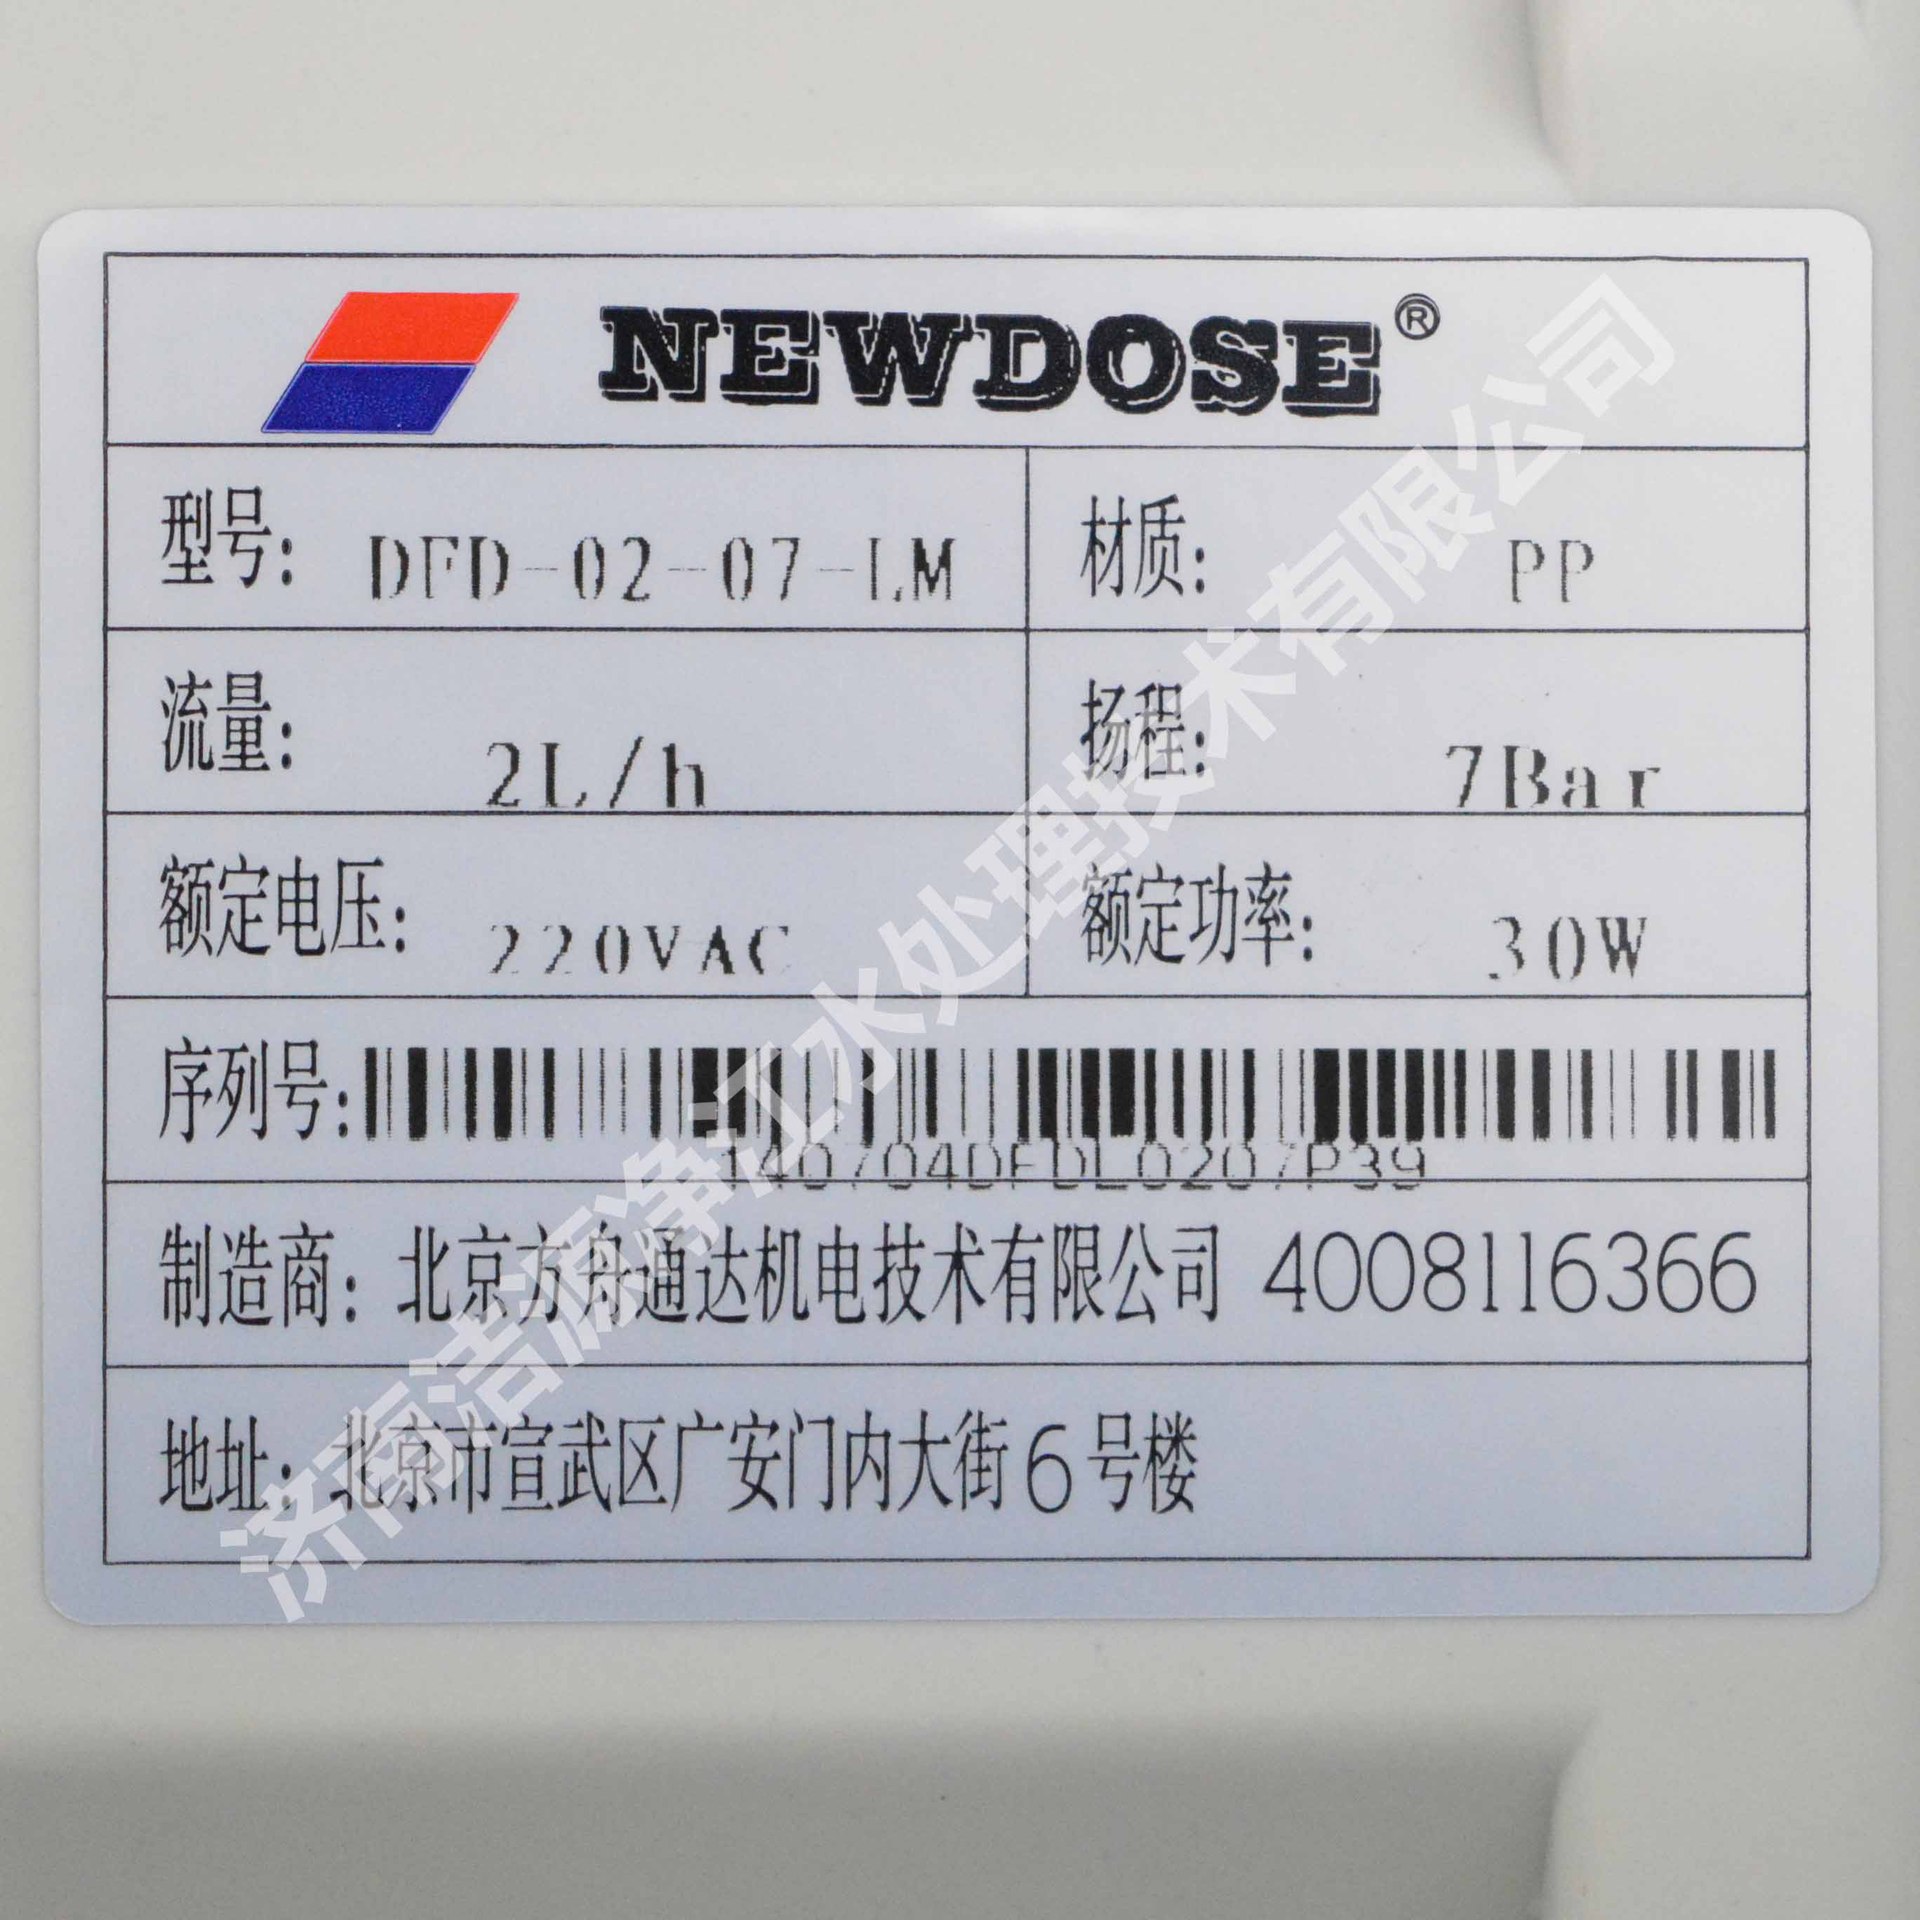 NEWDOSE®
型号: DFD-02-07-LM 材质: PP
流量: 2L/h 扬程: 7Bar
额定电压: 220VAC 额定功率: 30W
序列号:
140704DFDL0207P39
制造商: 北京方舟通达机电技术有限公司 4008116366
地址: 北京市宣武区广安门内大街6号楼
济南洁源净江水处理技术有限公司